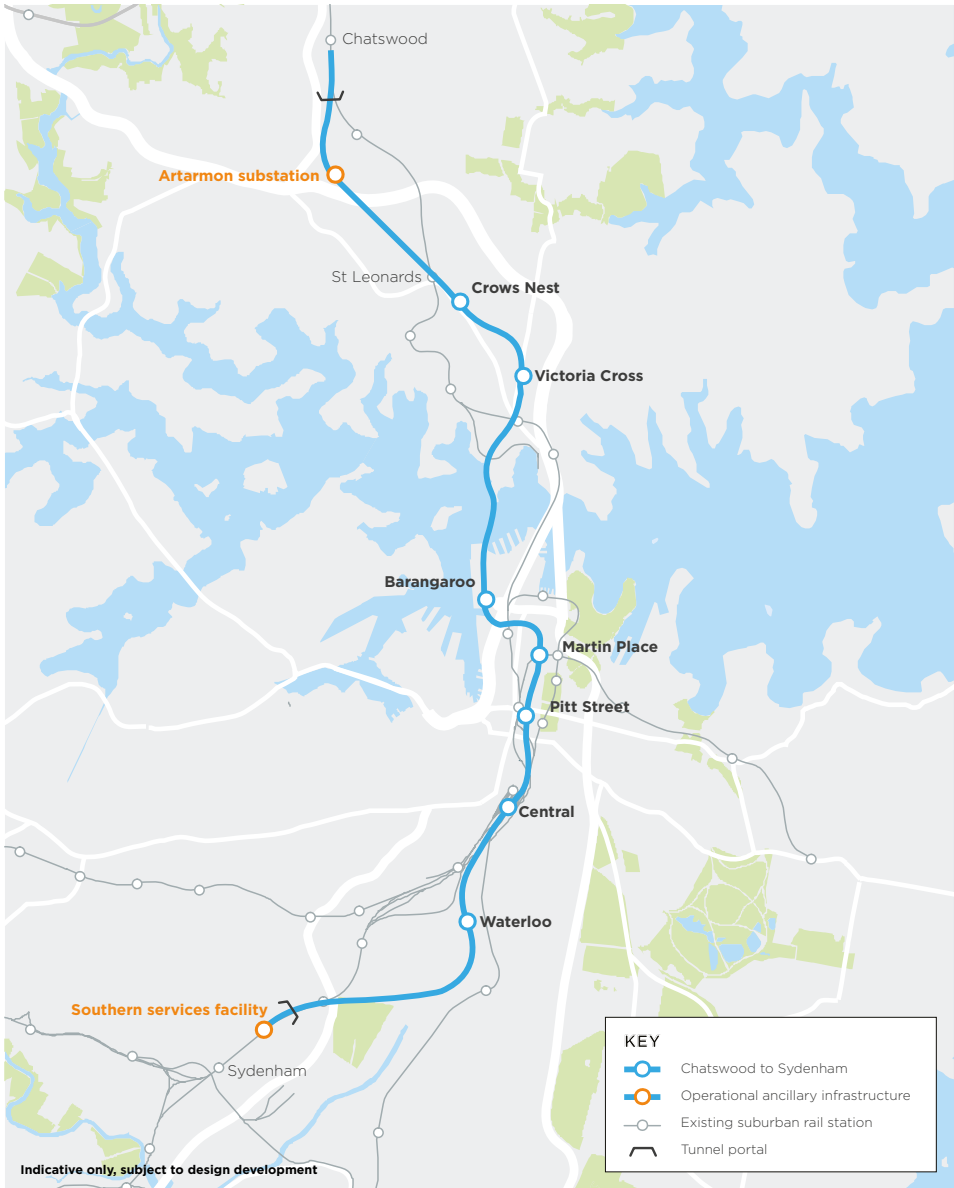 Chatswood
Artarmon substation
St Leonards
Crows Nest
Victoria Cross
Barangaroo
Martin Place
Pitt Street
Central
Waterloo
Southern services facility
Sydenham
KEY
Chatswood to Sydenham
Operational ancillary infrastructure
Existing suburban rail station
Tunnel portal
Indicative only, subject to design development